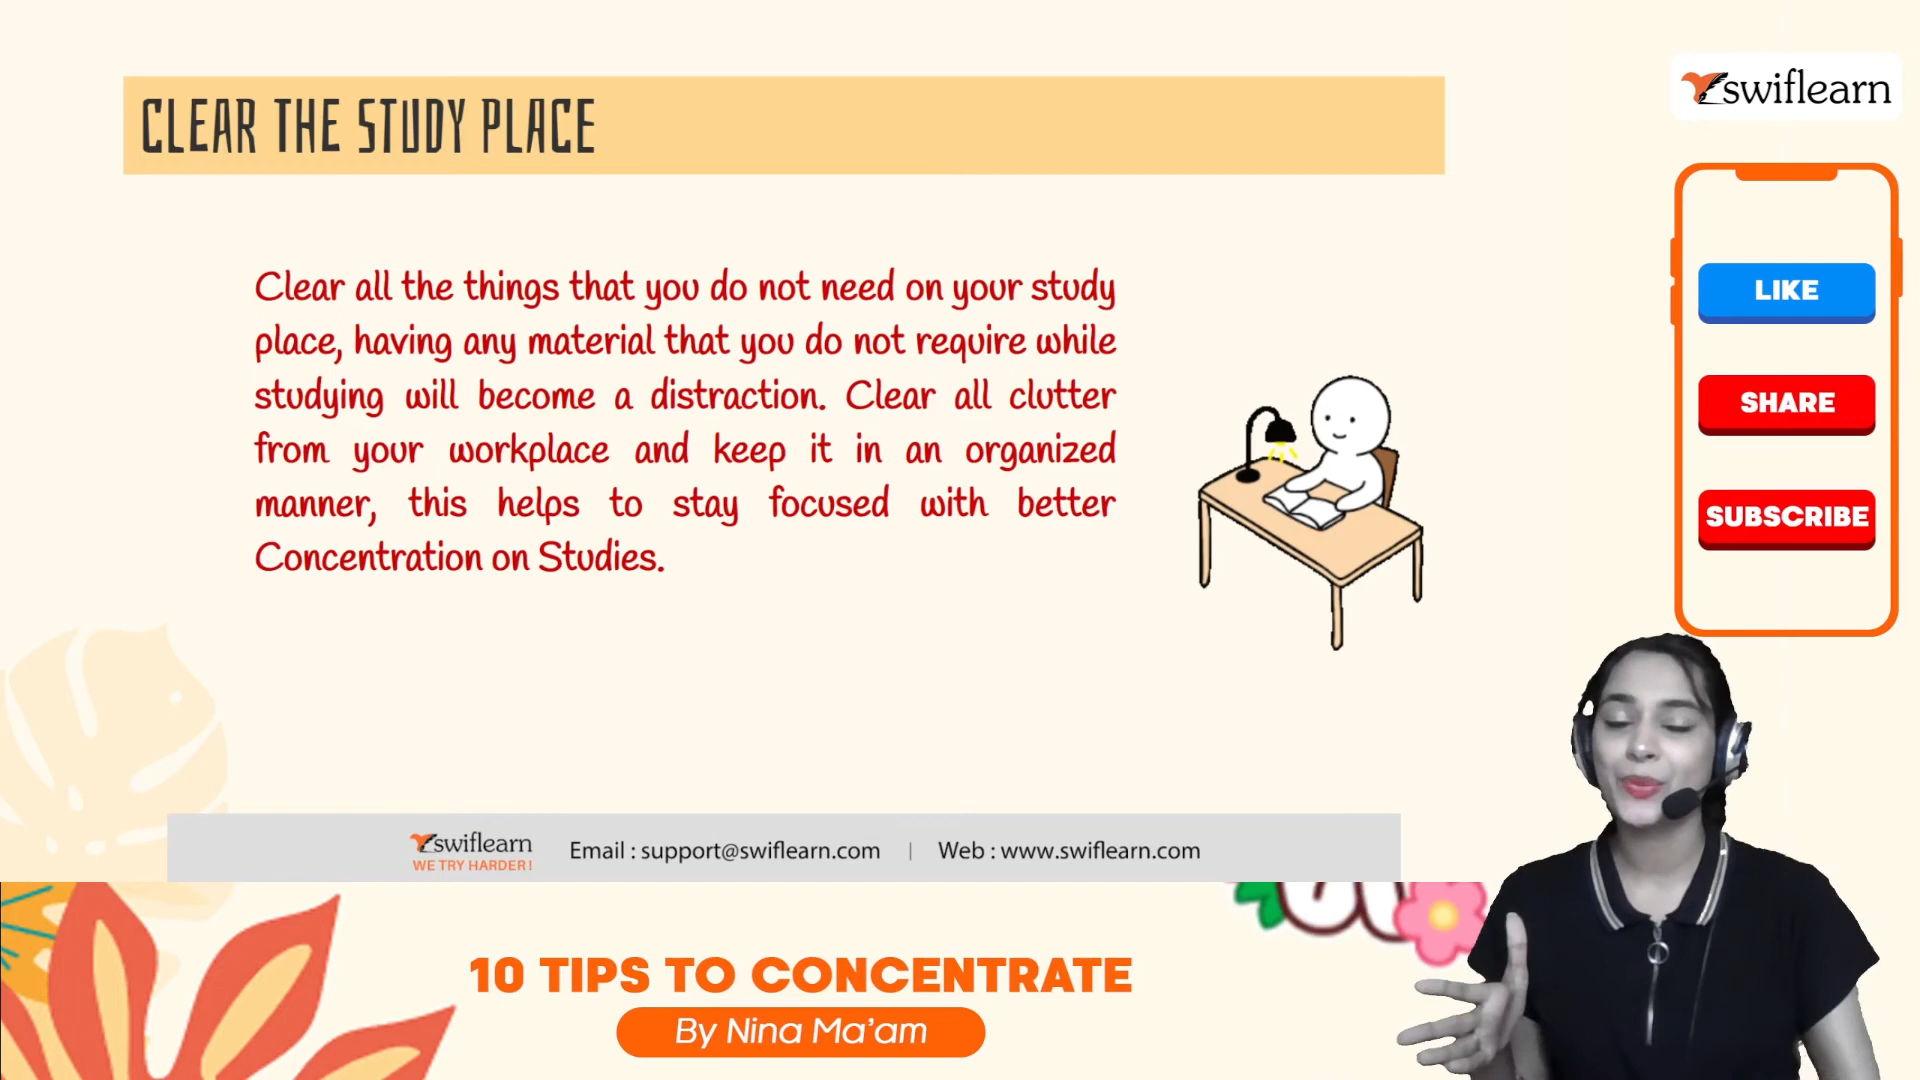 CLEAR THE STUDY PLACE
swiflearn
Clear all the things that you do not need on your study
place, having any material that you do not require while
studying will become a distraction. Clear all clutter
from your workplace and keep it in an organized
manner, this helps to stay focused with better
Concentration on Studies.
LIKE
SHARE
SUBSCRIBE
swiflearn
WE TRY HARDER!
Email : support@swiflearn.com | Web : www.swiflearn.com
10 TIPS TO CONCENTRATE
By Nina Ma'am